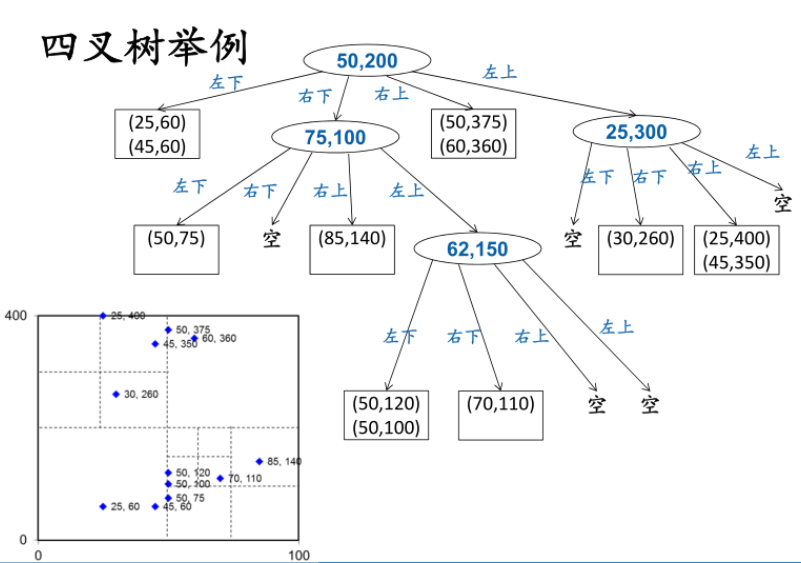 四叉树举例
50,200
左下
右下
右上
左上
(25,60)
(45,60)
75,100
(50,375)
(60,360)
25,300
左下
右下
右上
左上
左下
右下
右上
左上
(50,75)
空
(85,140)
62,150
空
(30,260)
(25,400)
(45,350)
空
左下
右下
右上
左上
(50,120)
(50,100)
(70,110)
空
空
400
25, 400
50, 375
45, 350
60, 360
30, 260
85, 140
50, 120
70, 110
50, 100
50, 75
25, 60
45, 60
0
0
100